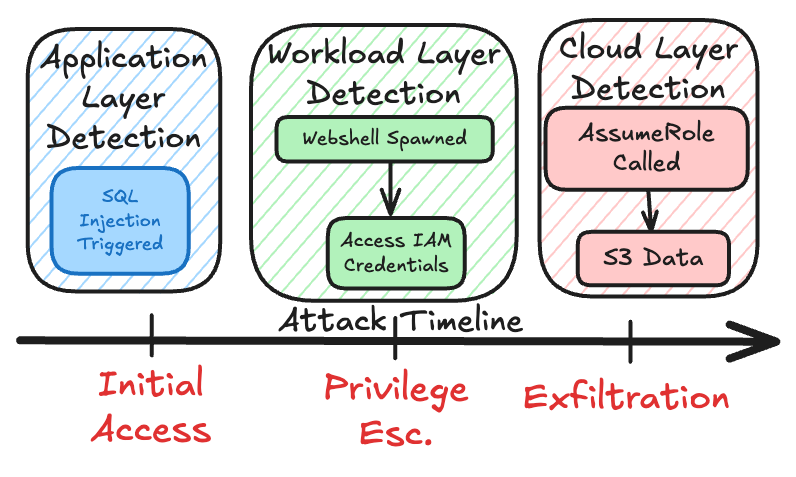 Application
Layer
Detection
SQL
Injection
Triggered
Workload Layer
Detection
Webshell Spawned
Access IAM
Credentials
Cloud Layer
Detection
AssumeRole
Called
S3 Data
Attack Timeline
Initial
Access
Privilege
Esc.
Exfiltration